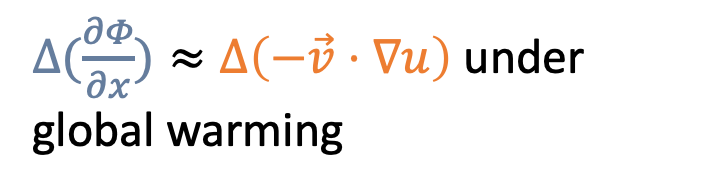 Δ(∂Φ/∂x) ≈ Δ(−v⃗ · ∇u) under
global warming